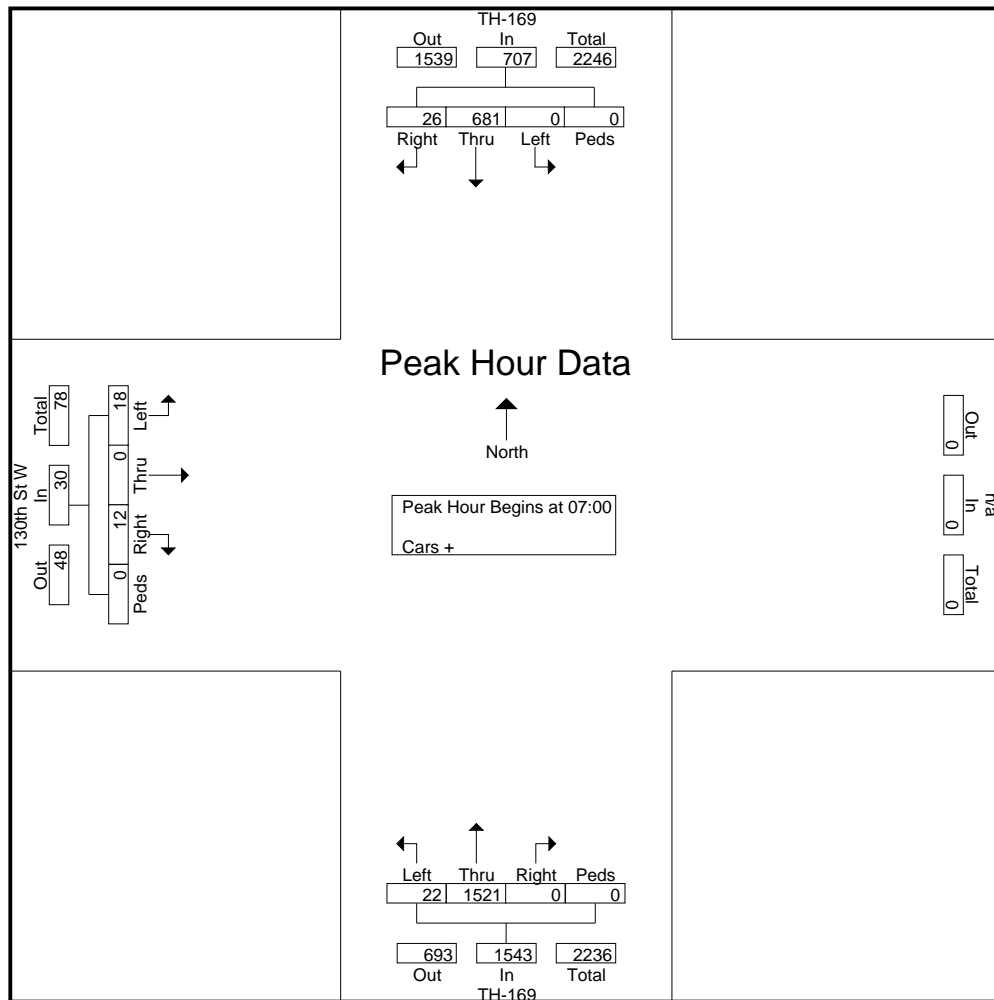 TH-169
Out In Total
1539 707 2246
26 681 0 0
Right Thru Left Peds
Peak Hour Data
North
Peak Hour Begins at 07:00
Cars +
130th St W
Total In Out
78 30 48
18 0 12 0
Left Thru Right Peds
n/a
Out In Total
0 0 0
Left Thru Right Peds
22 1521 0 0
693 1543 2236
Out In Total
TH-169